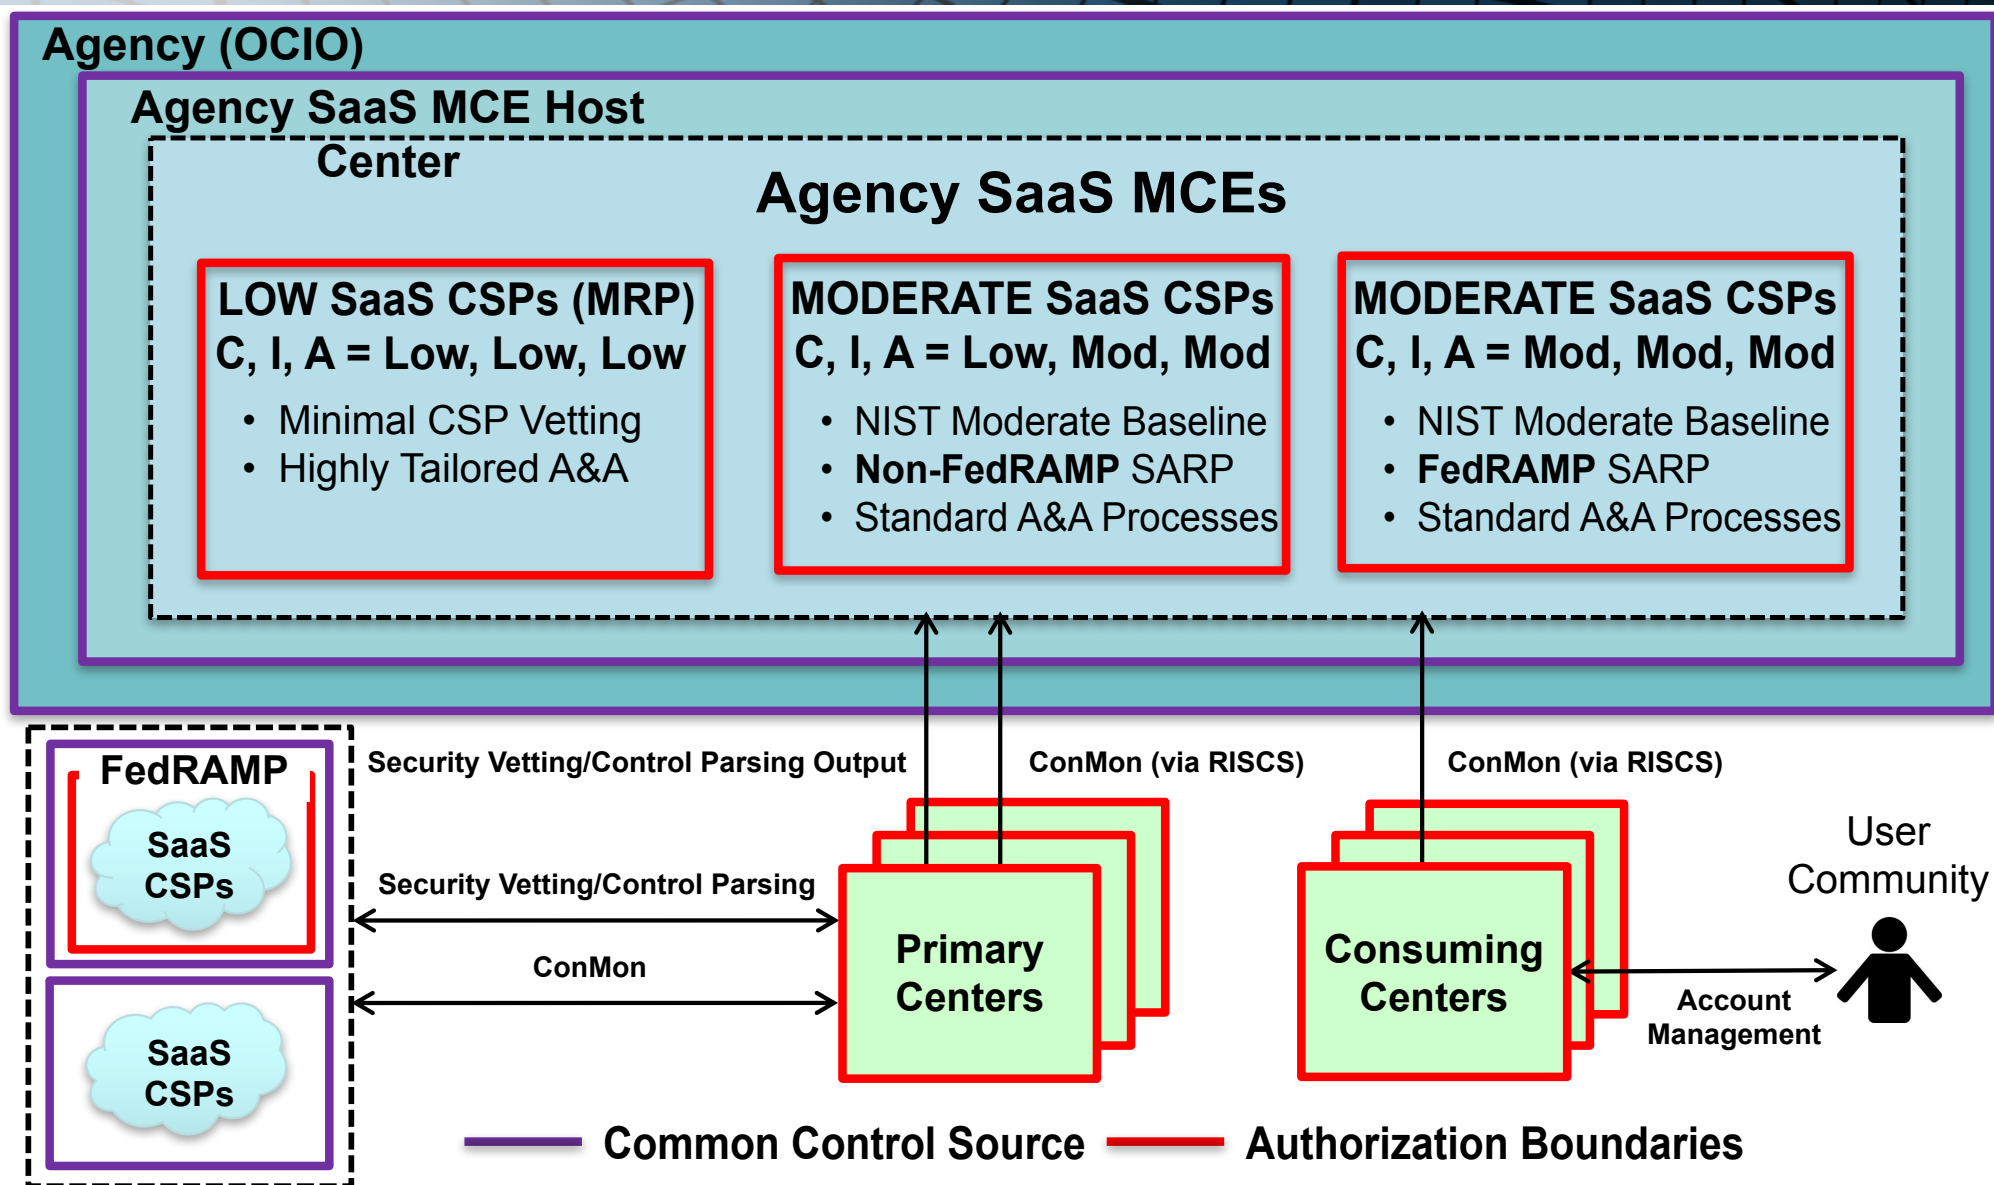 Agency (OCIO)
Agency SaaS MCE Host
Center
Agency SaaS MCEs
LOW SaaS CSPs (MRP)
C, I, A = Low, Low, Low
• Minimal CSP Vetting
• Highly Tailored A&A
MODERATE SaaS CSPs
C, I, A = Low, Mod, Mod
• NIST Moderate Baseline
• Non-FedRAMP SARP
• Standard A&A Processes
MODERATE SaaS CSPs
C, I, A = Mod, Mod, Mod
• NIST Moderate Baseline
• FedRAMP SARP
• Standard A&A Processes
FedRAMP
SaaS
CSPs
SaaS
CSPs
Security Vetting/Control Parsing Output
ConMon (via RISCS)
ConMon (via RISCS)
Security Vetting/Control Parsing
ConMon
Primary
Centers
Consuming
Centers
User
Community
Account
Management
Common Control Source
Authorization Boundaries